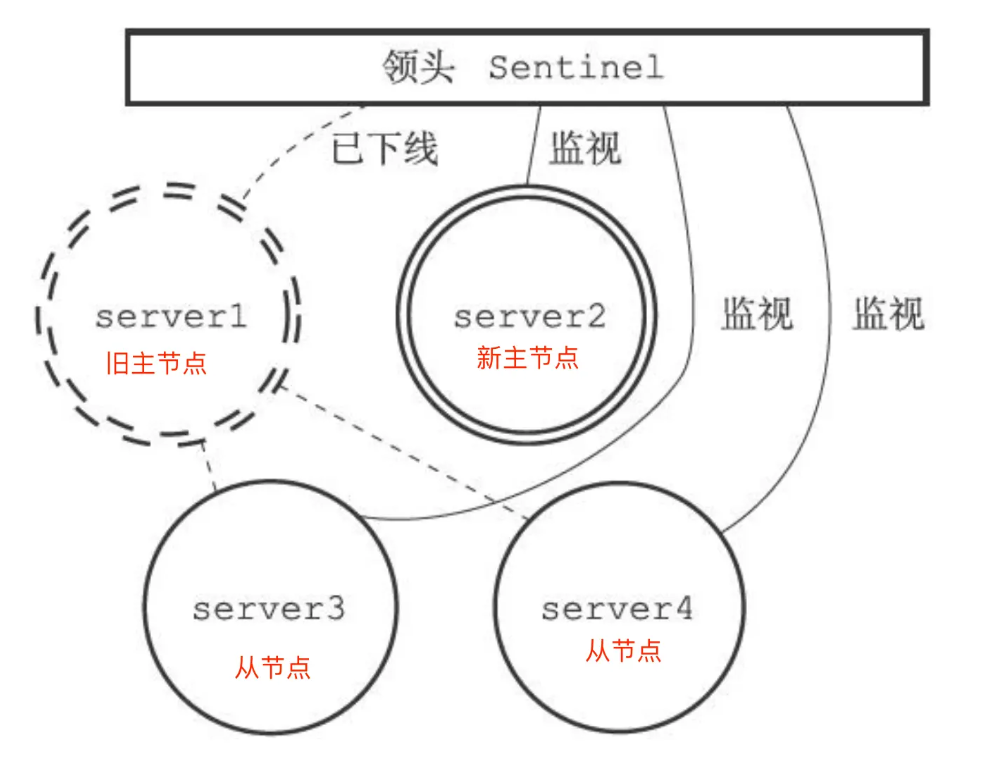 领头 Sentinel
已下线
监视
server1
旧主节点
server2
新主节点
监视
监视
server3
从节点
server4
从节点